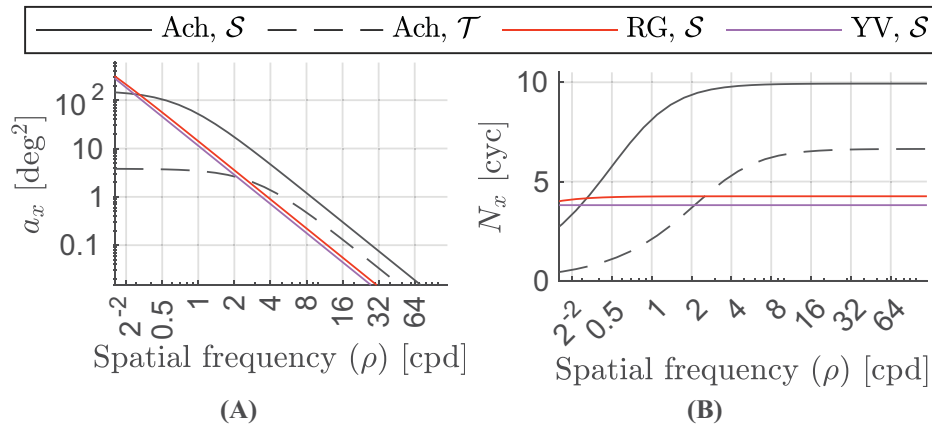 Ach, 𝒮 Ach, 𝒯 RG, 𝒮 YV, 𝒮
a_x [deg²]
10²
10
1
0.1
2⁻² 0.5 1 2 4 8 16 32 64
Spatial frequency (ρ) [cpd]
(A)
N_x [cyc]
10
5
0
2⁻² 0.5 1 2 4 8 16 32 64
Spatial frequency (ρ) [cpd]
(B)